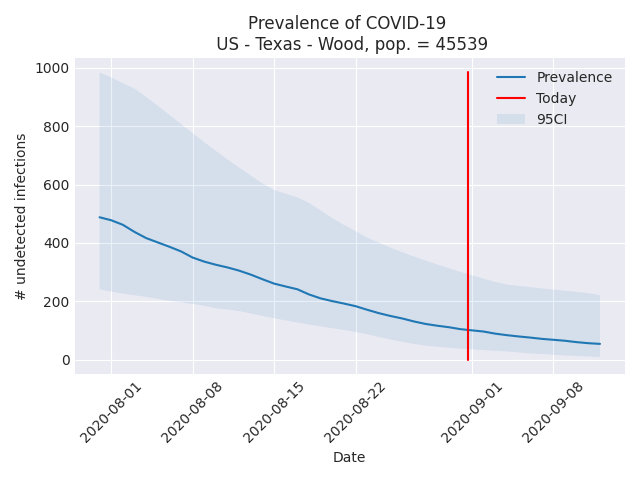 Prevalence of COVID-19
US - Texas - Wood, pop. = 45539
# undetected infections
1000
800
600
400
200
0
Prevalence
Today
95CI
2020-08-01
2020-08-08
2020-08-15
2020-08-22
2020-09-01
2020-09-08
Date